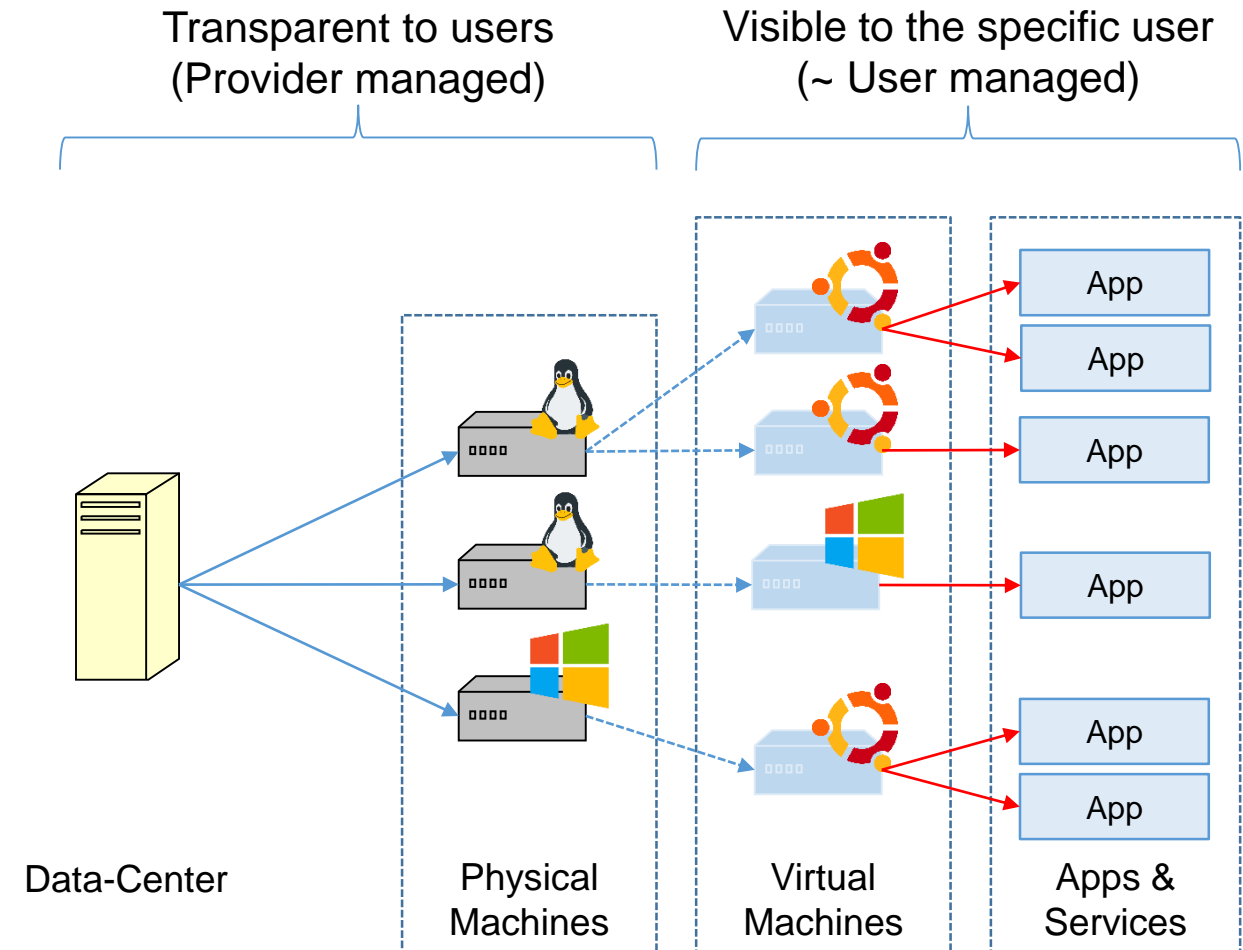 Transparent to users
(Provider managed)
Visible to the specific user
(~ User managed)
App
App
App
App
App
App
Data-Center
Physical
Machines
Virtual
Machines
Apps &
Services